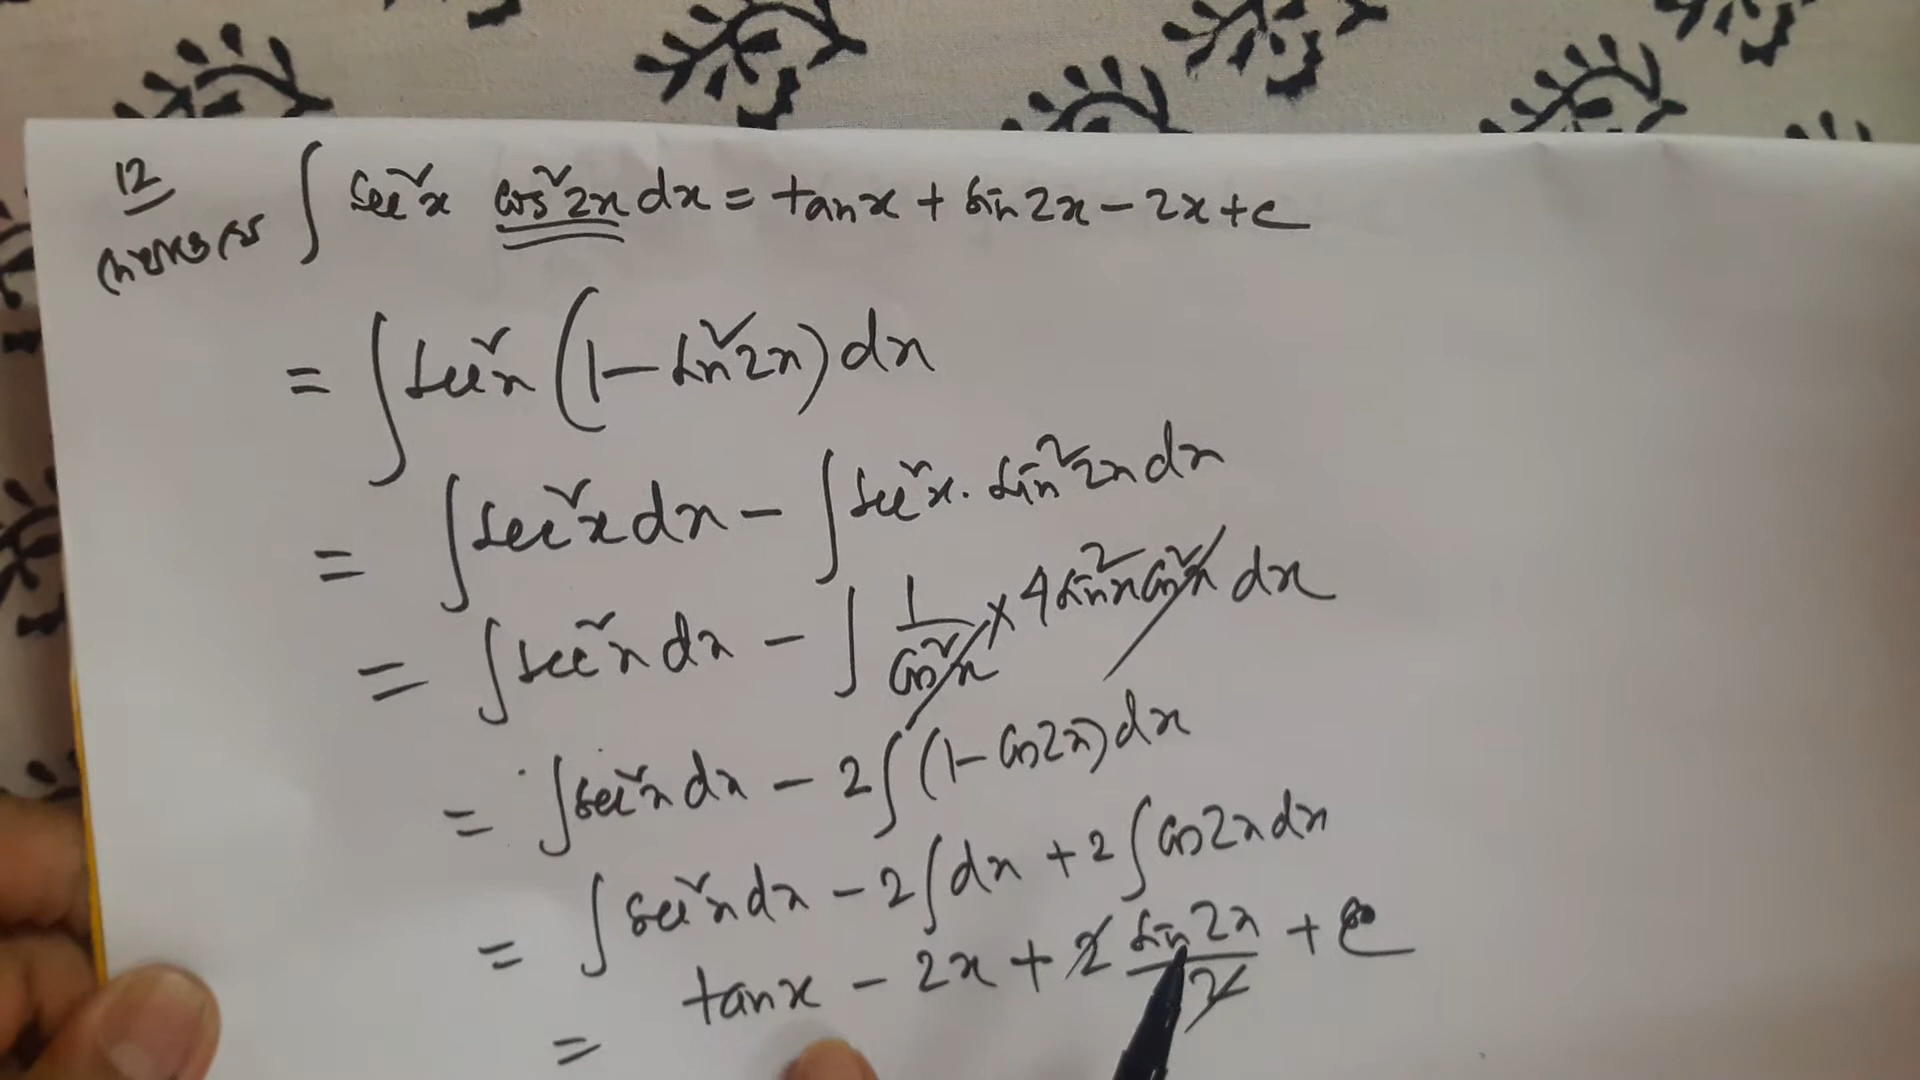 12 ∫ sec²x cos²2x dx = tanx + sin2x − 2x + c
দেখাও যে
= ∫ sec²x (1 − sin²2x) dx
= ∫ sec²x dx − ∫ sec²x. sin²2x dx
= ∫ sec²x dx − ∫ 1/cos²x × 4sin²x cos²x dx
= ∫ sec²x dx − 2∫ (1 − cos2x) dx
= ∫ sec²x dx − 2∫ dx + 2∫ cos2x dx
= tanx − 2x + 2 sin2x/2 + c